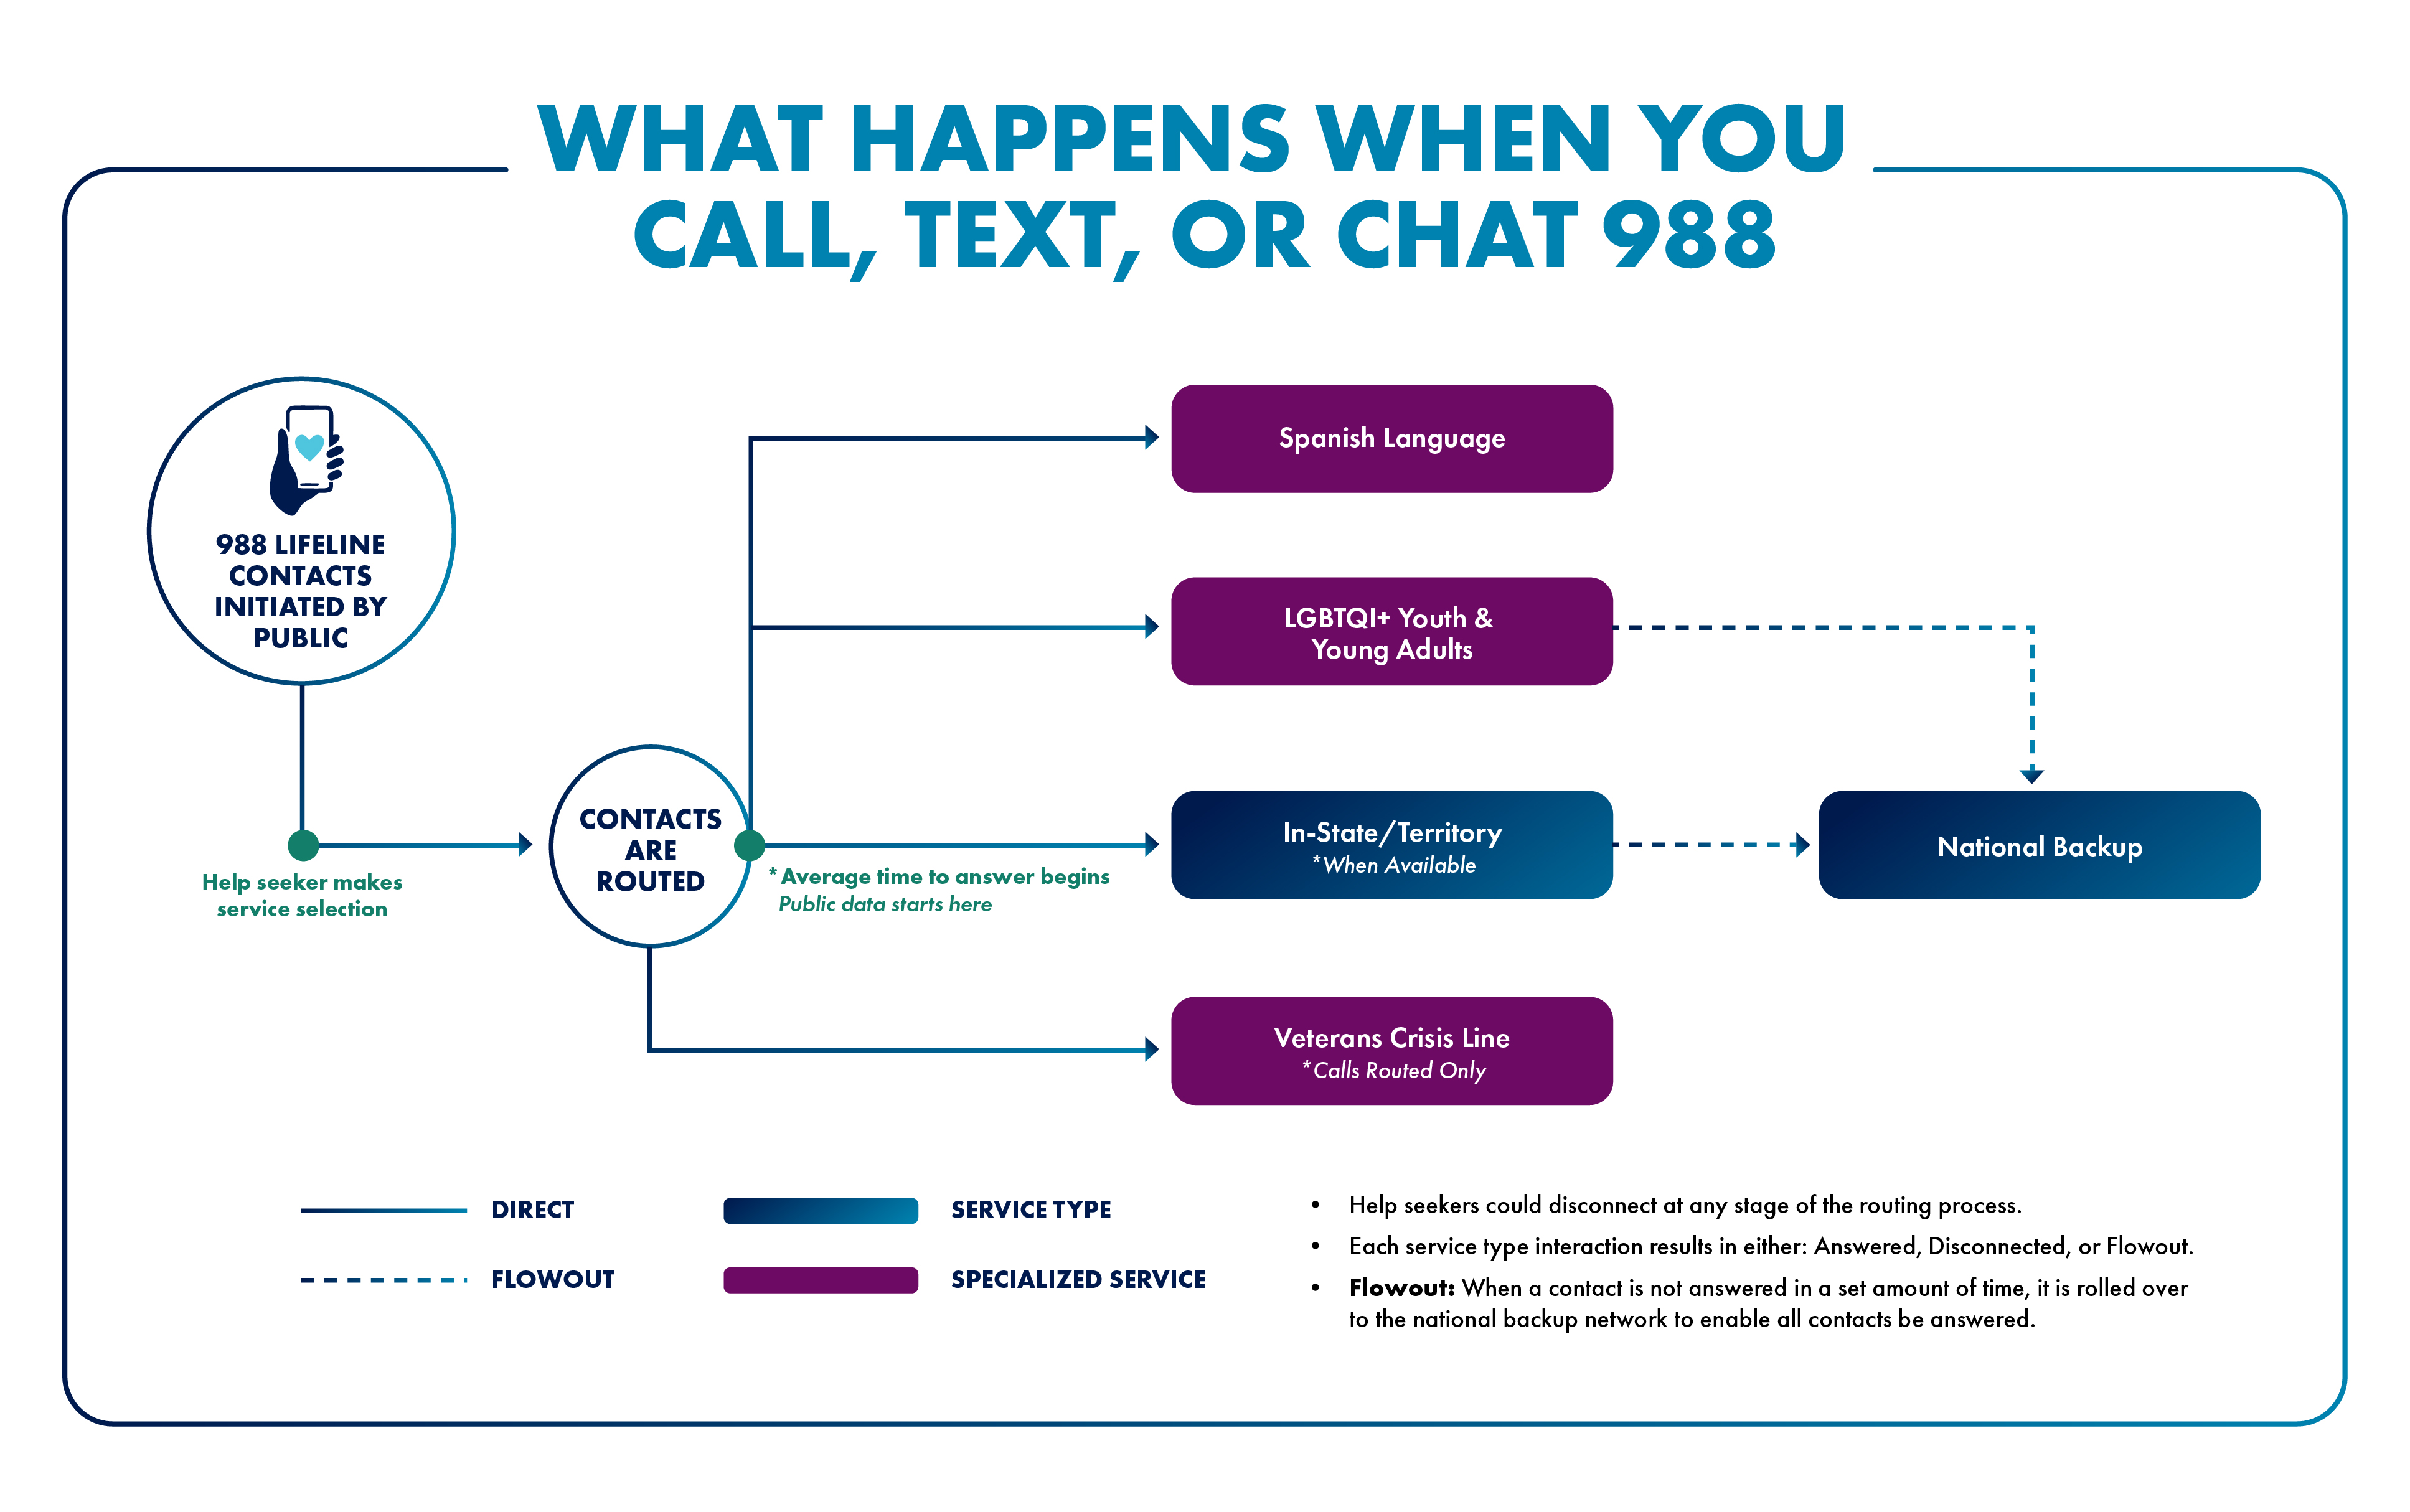 WHAT HAPPENS WHEN YOU
CALL, TEXT, OR CHAT 988
988 LIFELINE
CONTACTS
INITIATED BY
PUBLIC
Help seeker makes
service selection
CONTACTS
ARE
ROUTED
*Average time to answer begins
Public data starts here
Spanish Language
LGBTQI+ Youth &
Young Adults
In-State/Territory
*When Available
National Backup
Veterans Crisis Line
*Calls Routed Only
DIRECT
FLOWOUT
SERVICE TYPE
SPECIALIZED SERVICE
• Help seekers could disconnect at any stage of the routing process.
• Each service type interaction results in either: Answered, Disconnected, or Flowout.
• Flowout: When a contact is not answered in a set amount of time, it is rolled over
to the national backup network to enable all contacts be answered.